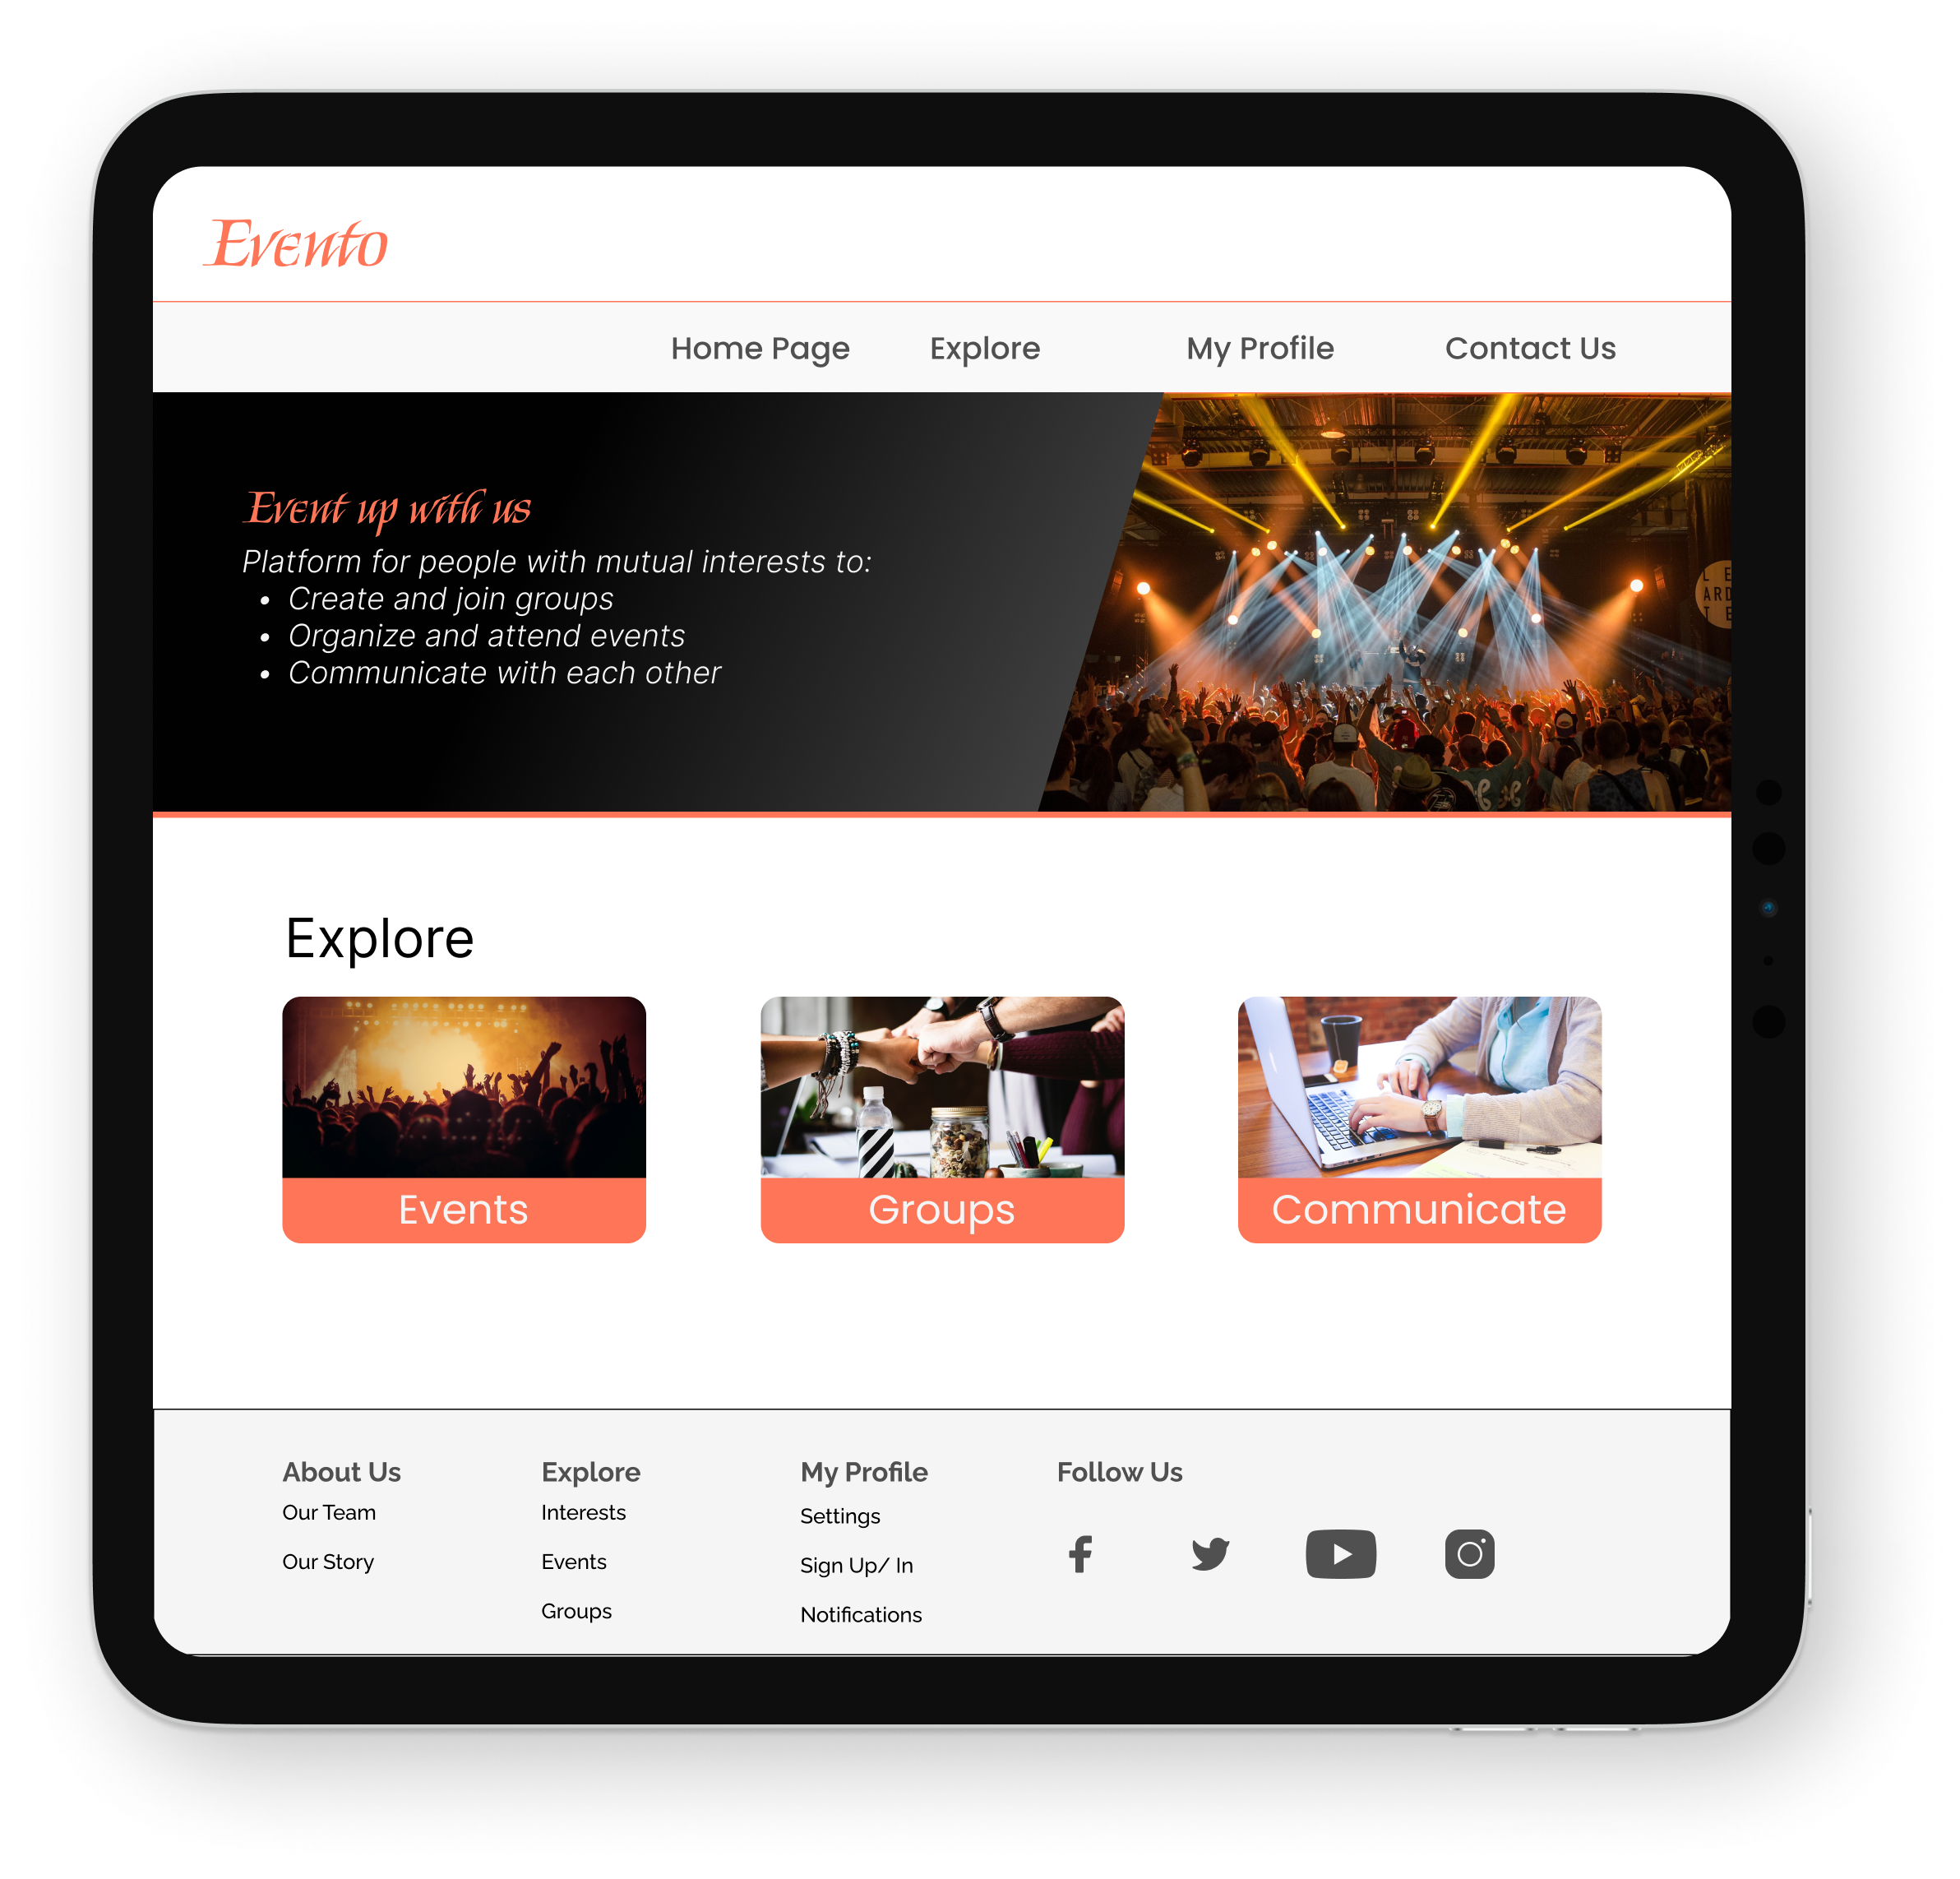 Evento
Home Page Explore My Profile Contact Us
Event up with us
Platform for people with mutual interests to:
• Create and join groups
• Organize and attend events
• Communicate with each other
Explore
Events
Groups
Communicate
About Us
Our Team
Our Story
Explore
Interests
Events
Groups
My Profile
Settings
Sign Up/ In
Notifications
Follow Us